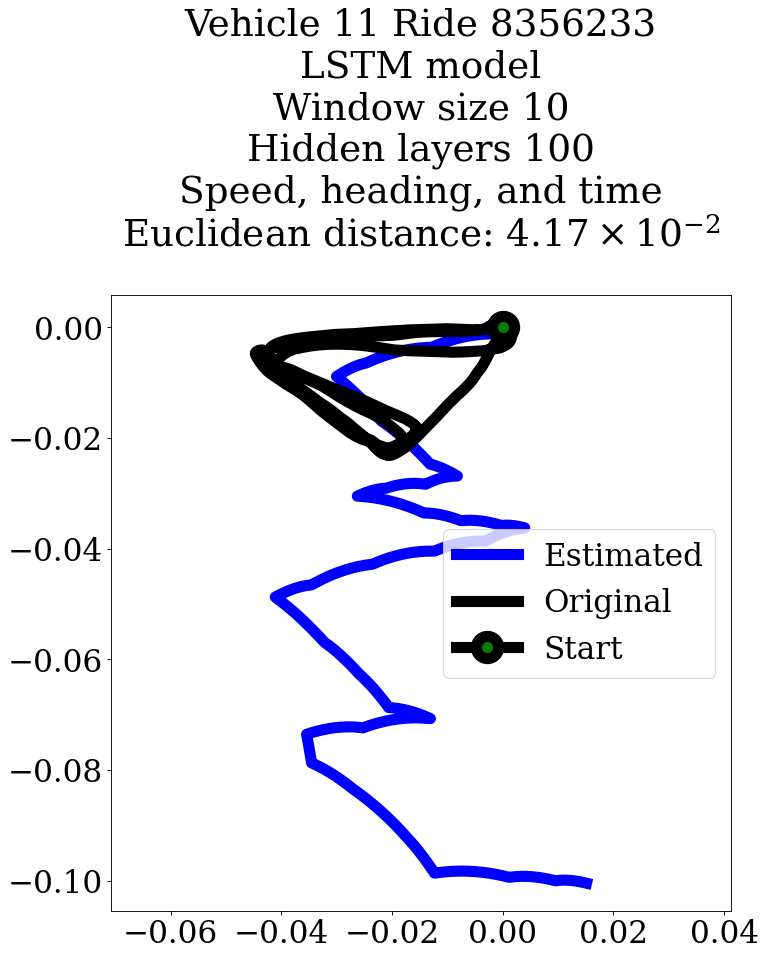 Vehicle 11 Ride 8356233
LSTM model
Window size 10
Hidden layers 100
Speed, heading, and time
Euclidean distance: 4.17 × 10⁻²
0.00
−0.02
−0.04
−0.06
−0.08
−0.10
Estimated
Original
Start
−0.06 −0.04 −0.02 0.00 0.02 0.04